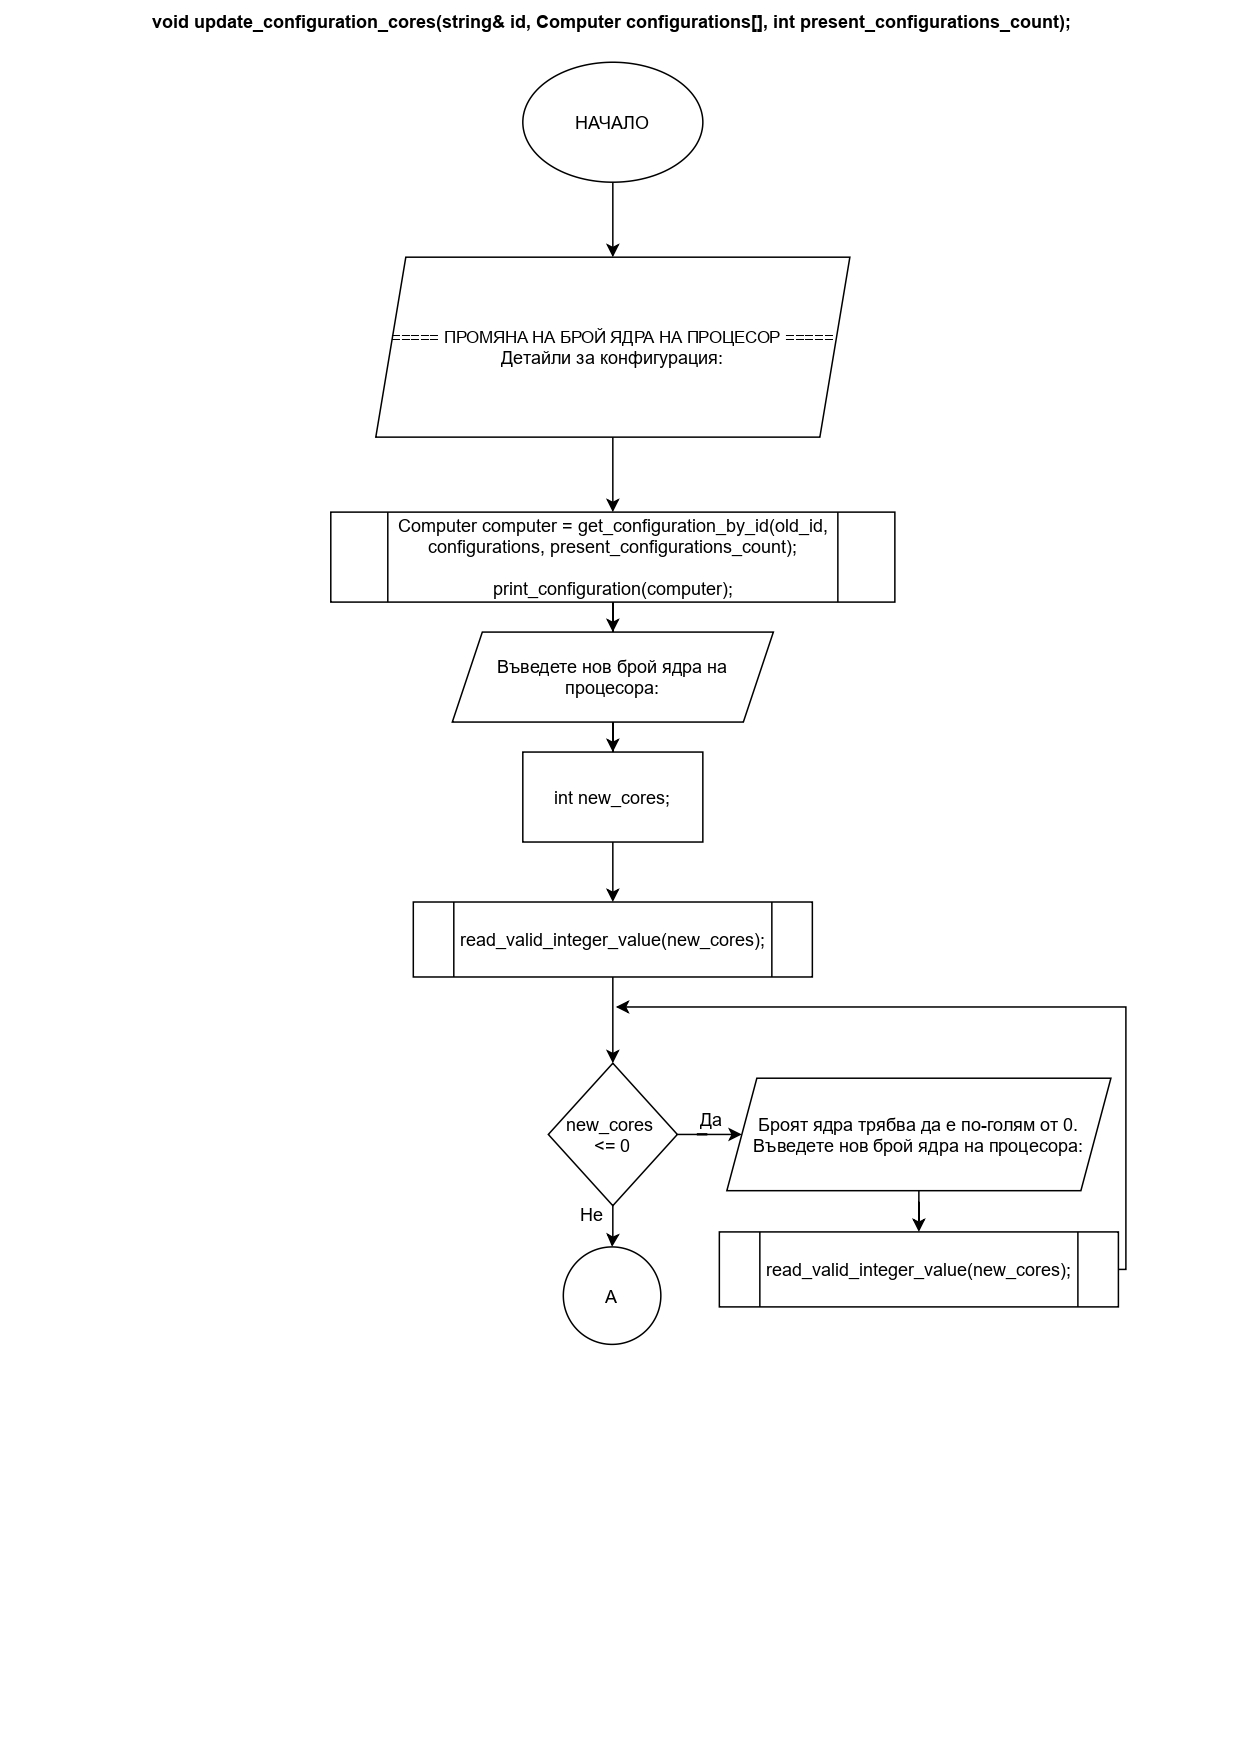 void update_configuration_cores(string& id, Computer configurations[], int present_configurations_count);
НАЧАЛО
===== ПРОМЯНА НА БРОЙ ЯДРА НА ПРОЦЕСОР =====
Детайли за конфигурация:
Computer computer = get_configuration_by_id(old_id,
configurations, present_configurations_count);
print_configuration(computer);
Въведете нов брой ядра на
процесора:
int new_cores;
read_valid_integer_value(new_cores);
new_cores
<= 0
Да
Броят ядра трябва да е по-голям от 0.
Въведете нов брой ядра на процесора:
Не
read_valid_integer_value(new_cores);
А